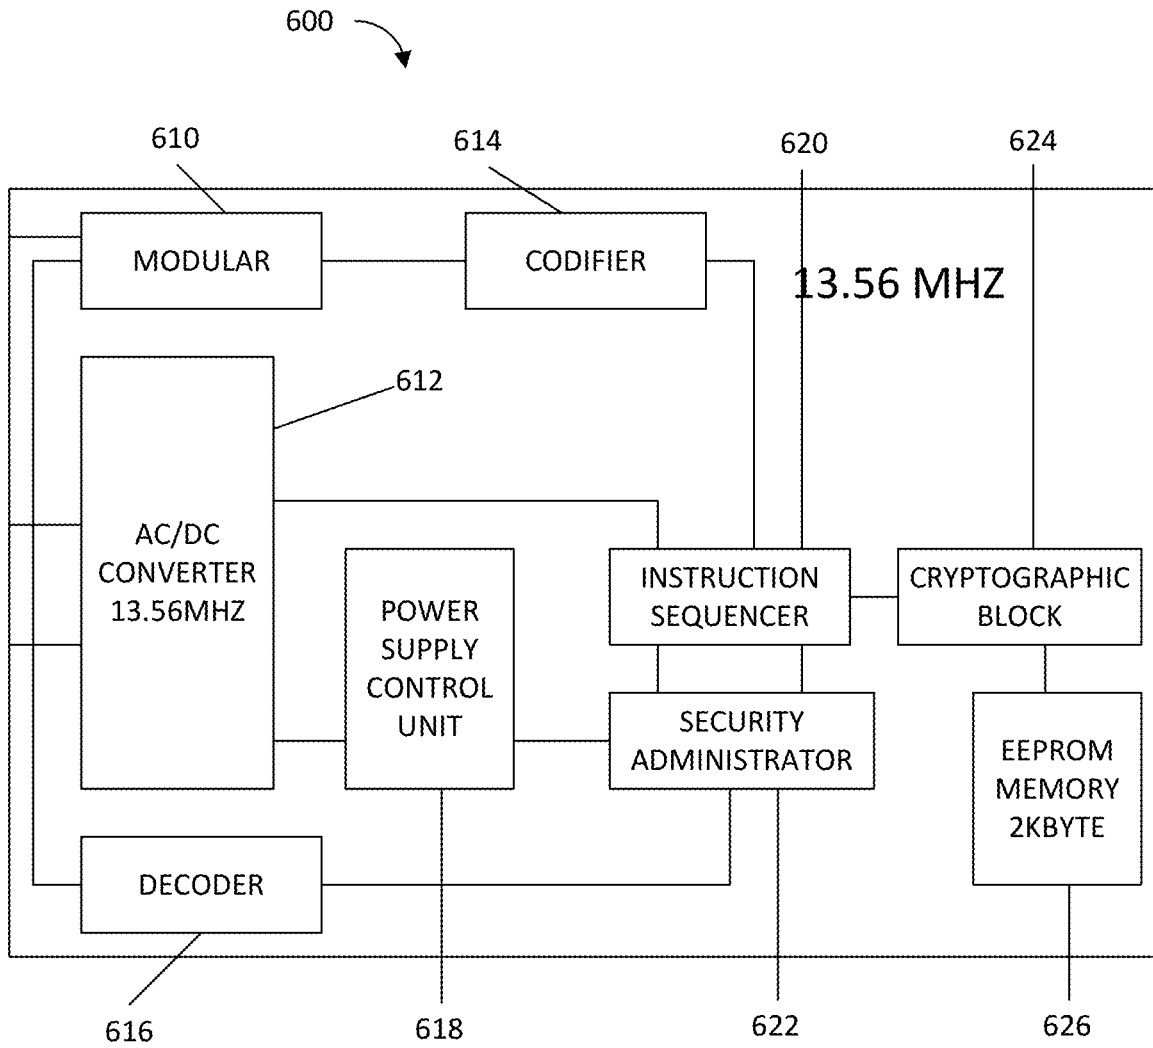 600
610
614
620
624
MODULAR
CODIFIER
13.56 MHZ
612
AC/DC
CONVERTER
13.56MHZ
POWER
SUPPLY
CONTROL
UNIT
INSTRUCTION
SEQUENCER
CRYPTOGRAPHIC
BLOCK
SECURITY
ADMINISTRATOR
EEPROM
MEMORY
2KBYTE
DECODER
616
618
622
626